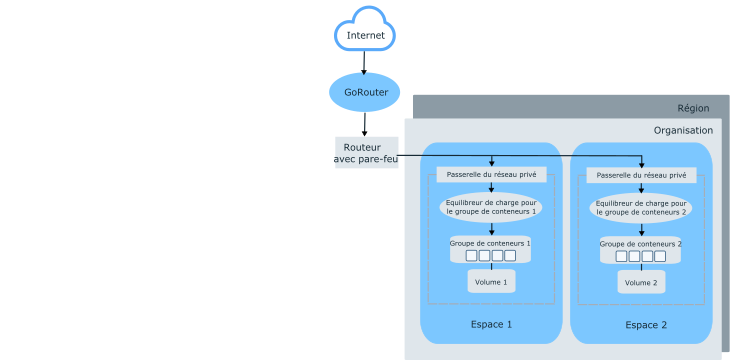 Internet
GoRouter
Région
Organisation
Routeur
avec pare-feu
Passerelle du réseau privé
Equilibreur de charge pour
le groupe de conteneurs 1
Groupe de conteneurs 1
Volume 1
Espace 1
Passerelle du réseau privé
Equilibreur de charge pour
le groupe de conteneurs 2
Groupe de conteneurs 2
Volume 2
Espace 2